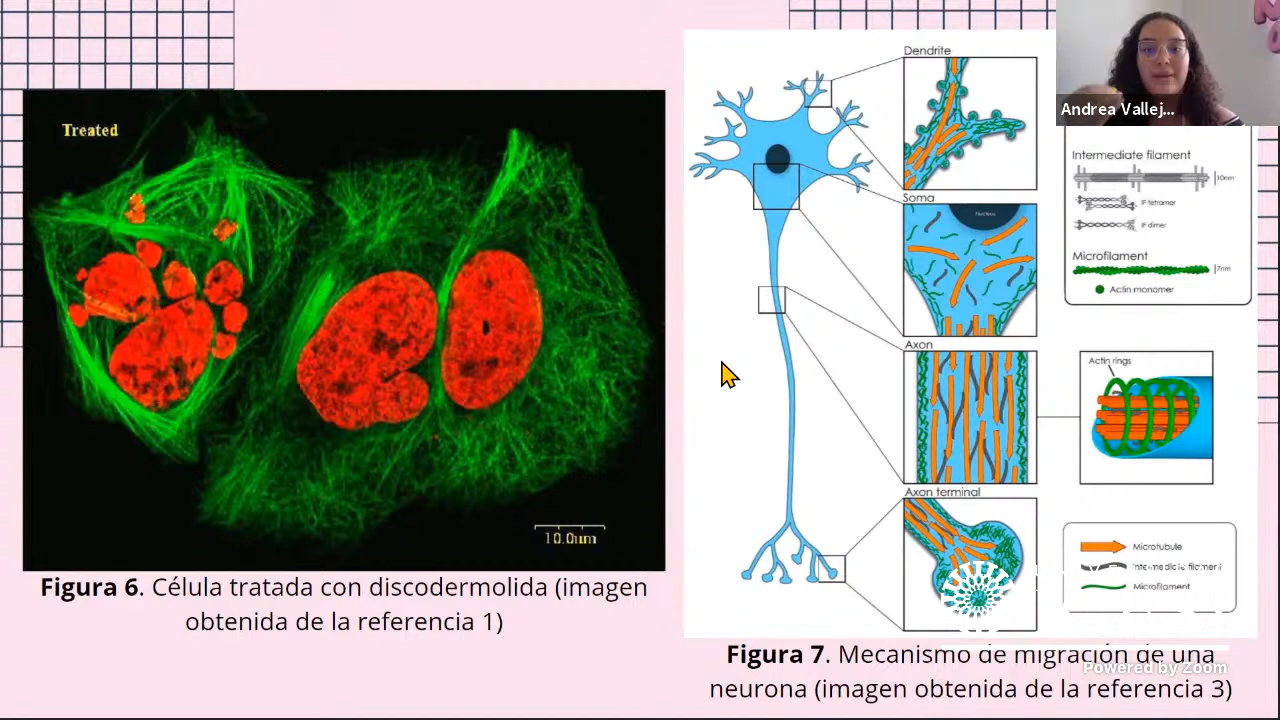 Treated
10.0um
Figura 6. Célula tratada con discodermolida (imagen
obtenida de la referencia 1)
Dendrite
Soma
Nucleus
Axon
Axon terminal
Andrea Vallej...
Intermediate filament
10nm
IF tetramer
IF dimer
Microfilament
7nm
Actin monomer
Actin rings
Microtubule
Intermediate filament
Microfilament
Figura 7. Mecanismo de migración de una
neurona (imagen obtenida de la referencia 3)
Powered by Zoom